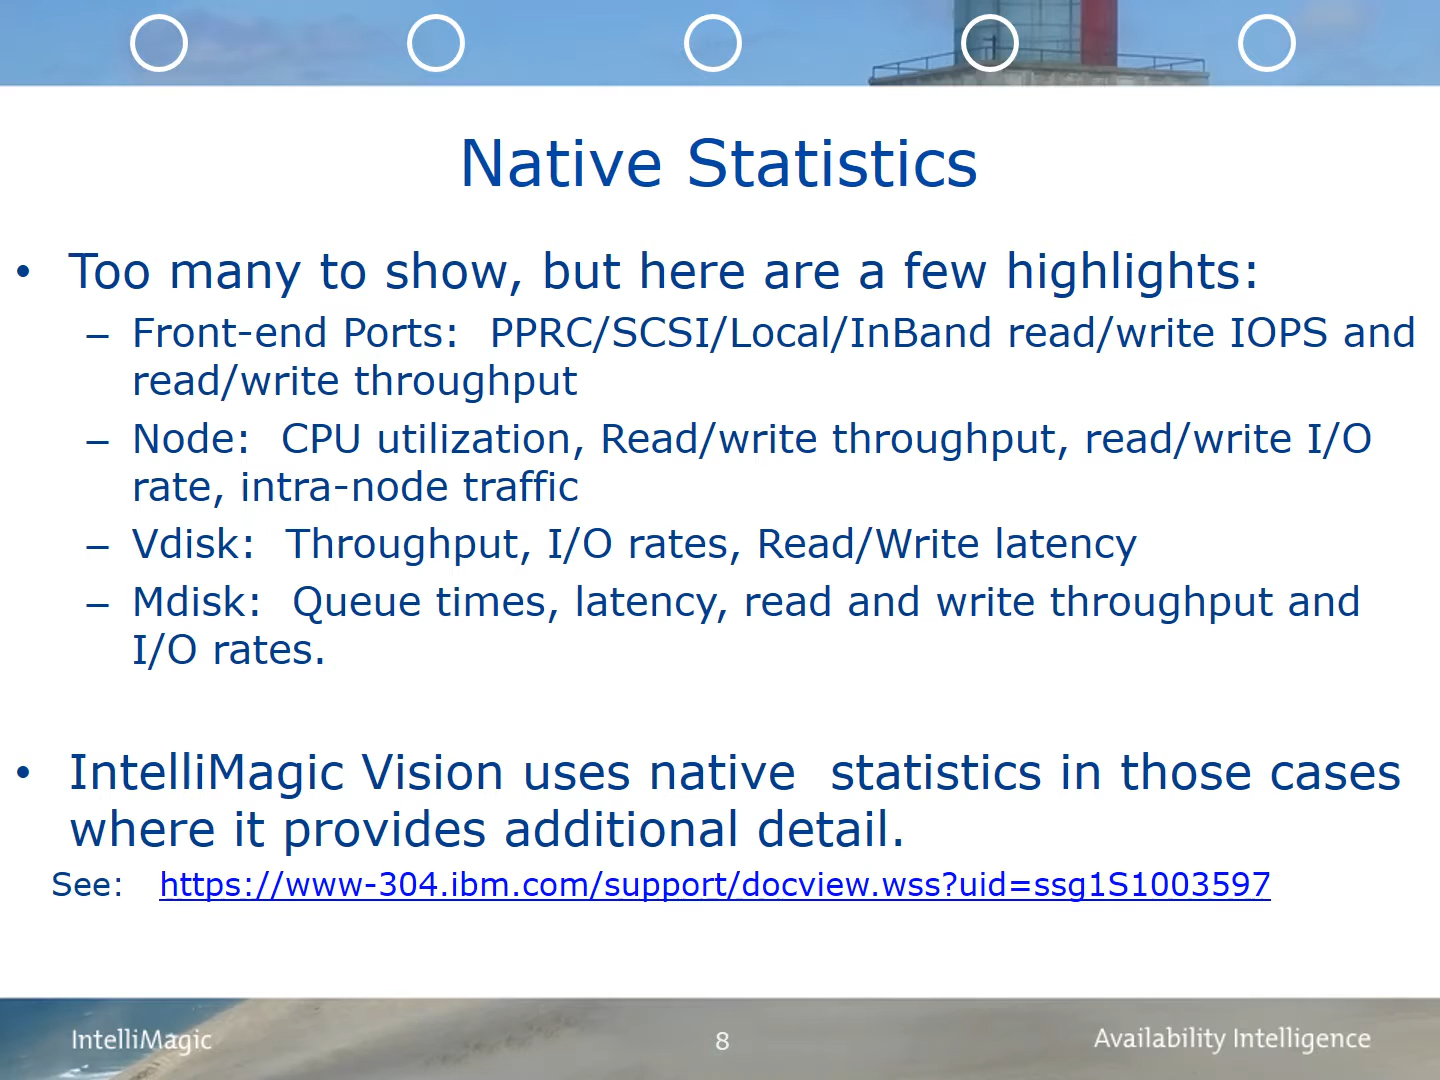 Native Statistics
• Too many to show, but here are a few highlights:
– Front-end Ports:  PPRC/SCSI/Local/InBand read/write IOPS and
read/write throughput
– Node:  CPU utilization, Read/write throughput, read/write I/O
rate, intra-node traffic
– Vdisk:  Throughput, I/O rates, Read/Write latency
– Mdisk:  Queue times, latency, read and write throughput and
I/O rates.
• IntelliMagic Vision uses native  statistics in those cases
where it provides additional detail.
See:   https://www-304.ibm.com/support/docview.wss?uid=ssg1S1003597
IntelliMagic
8
Availability Intelligence